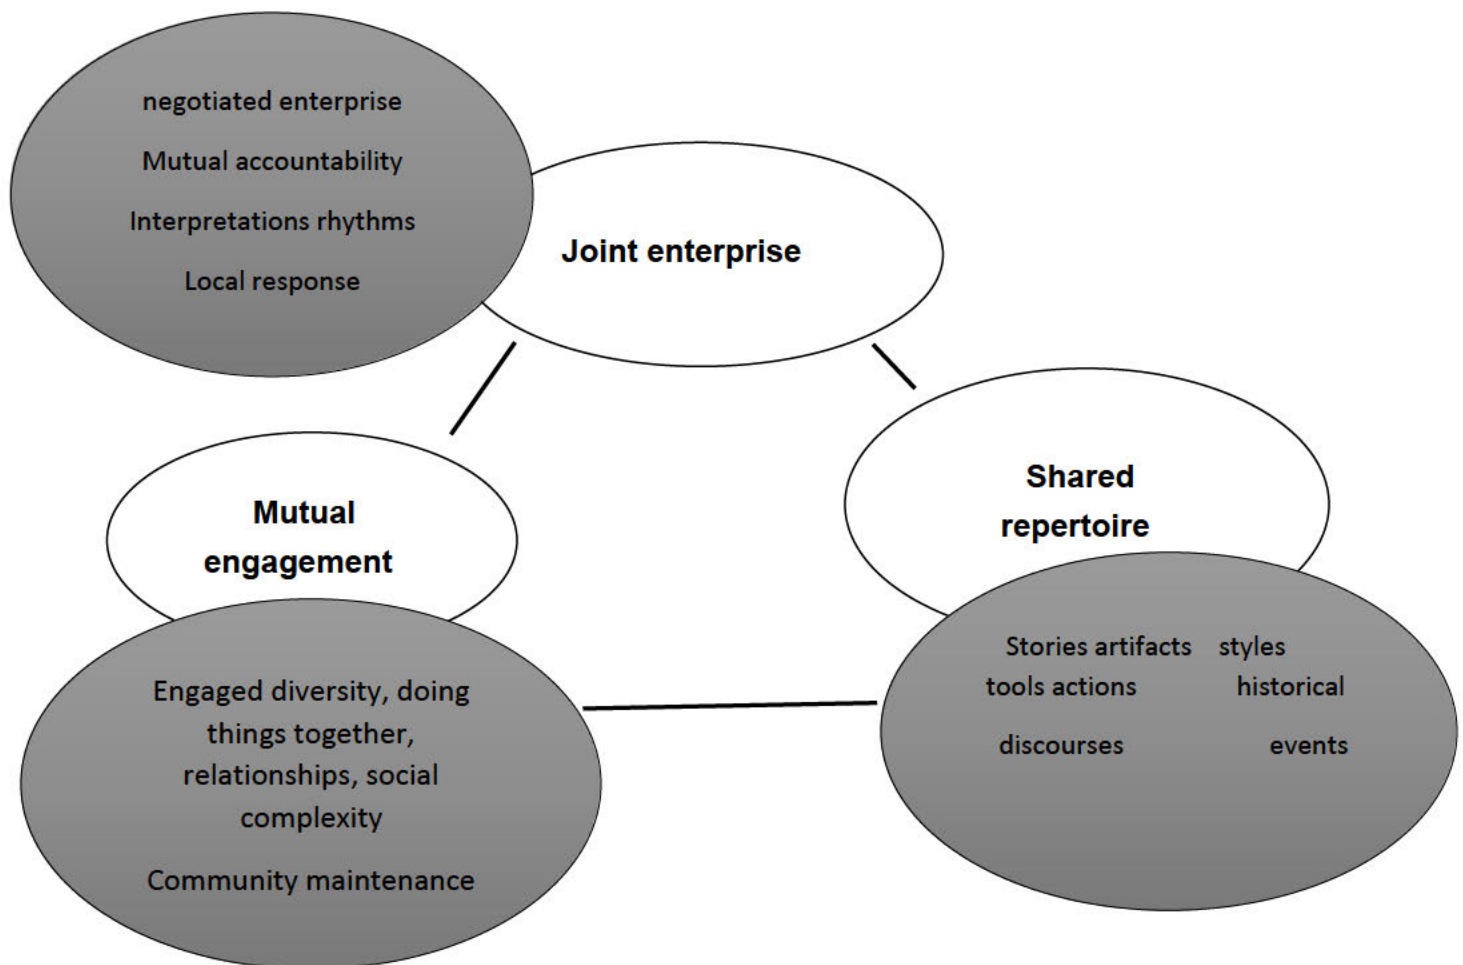 negotiated enterprise
Mutual accountability
Interpretations rhythms
Local response
Joint enterprise
Mutual
engagement
Engaged diversity, doing
things together,
relationships, social
complexity
Community maintenance
Shared
repertoire
Stories artifacts styles
tools actions historical
discourses events